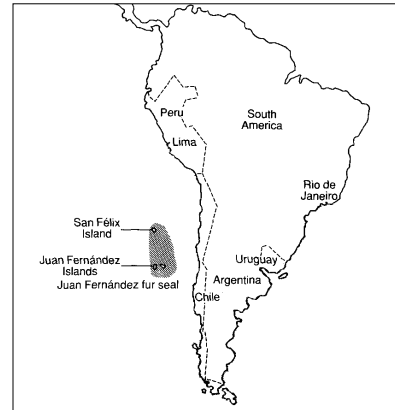 Peru
South
America
Lima
Rio de
Janeiro
San Félix
Island
Uruguay
Juan Fernández
Islands
Argentina
Juan Fernández fur seal
Chile